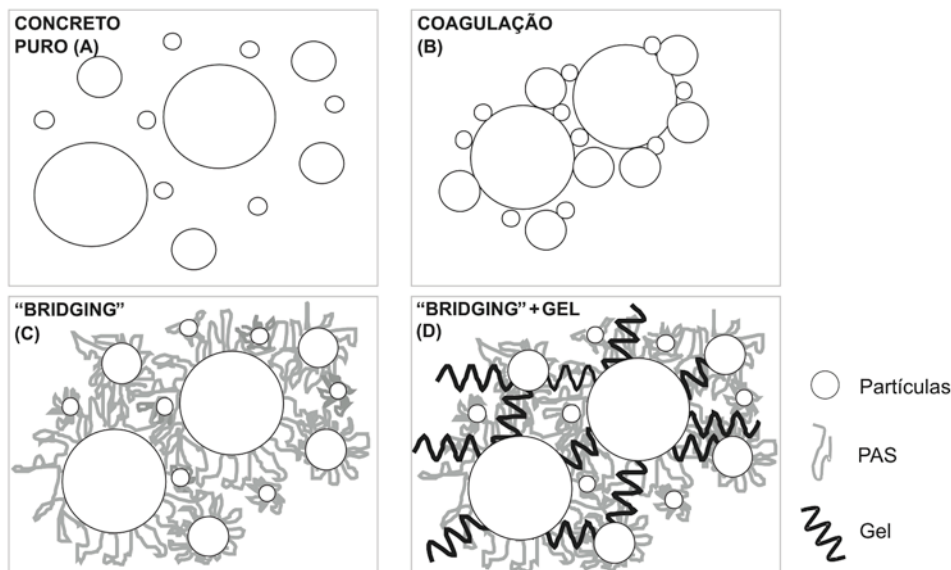 CONCRETO
PURO (A)
COAGULAÇÃO
(B)
“BRIDGING”
(C)
“BRIDGING” + GEL
(D)
Partículas
PAS
Gel